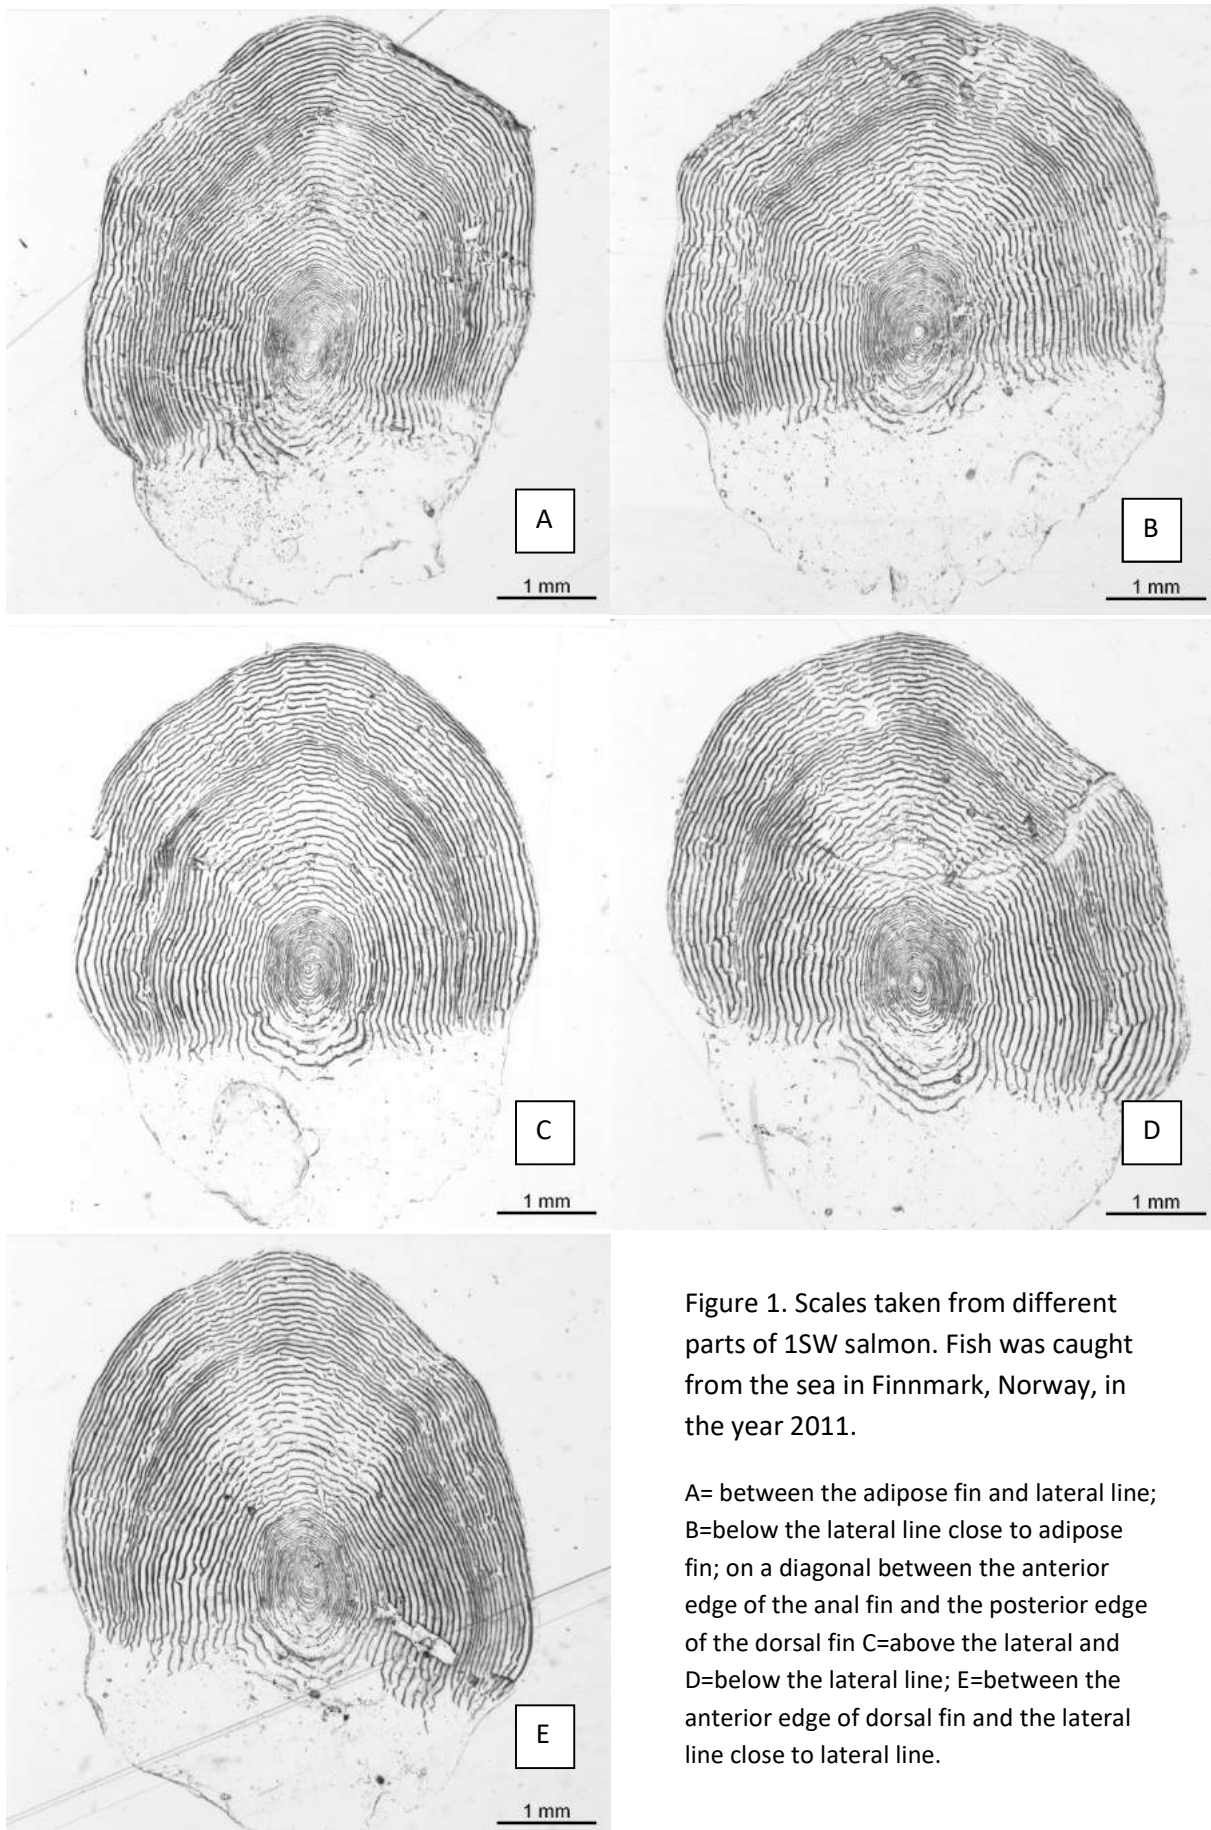 A
1 mm
B
1 mm
C
1 mm
D
1 mm
E
1 mm
Figure 1. Scales taken from different
parts of 1SW salmon. Fish was caught
from the sea in Finnmark, Norway, in
the year 2011.
A= between the adipose fin and lateral line;
B=below the lateral line close to adipose
fin; on a diagonal between the anterior
edge of the anal fin and the posterior edge
of the dorsal fin C=above the lateral and
D=below the lateral line; E=between the
anterior edge of dorsal fin and the lateral
line close to lateral line.